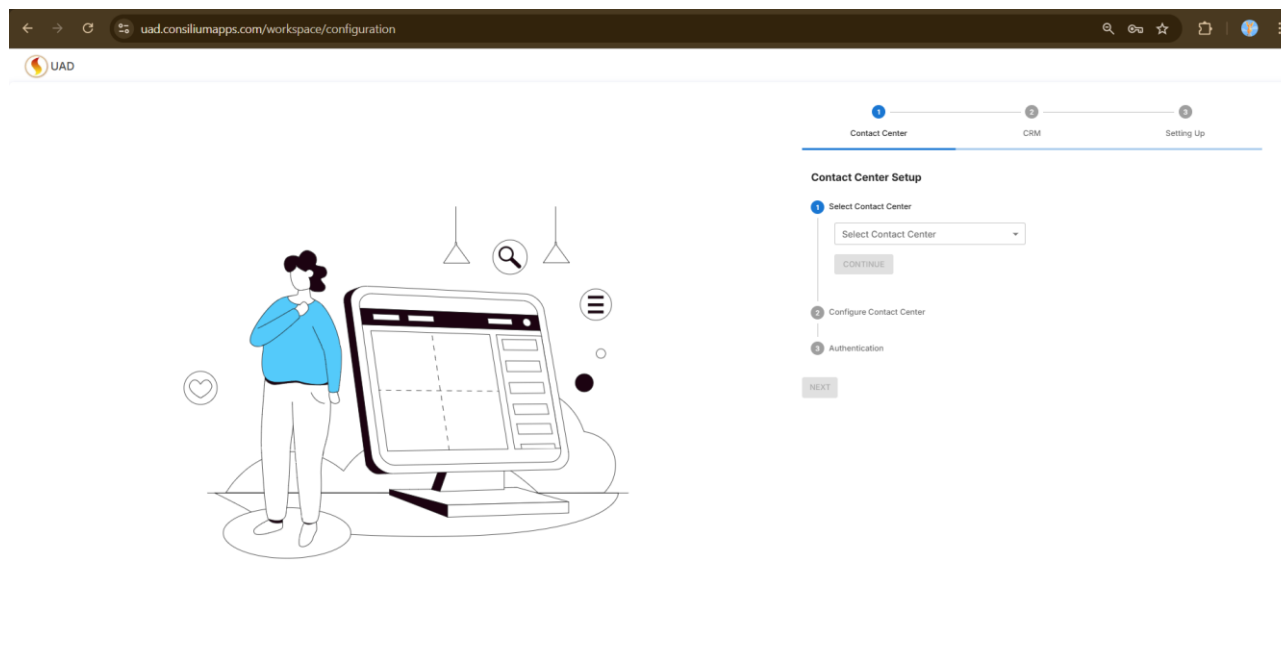 uad.consiliumapps.com/workspace/configuration
UAD
1
2
3
Contact Center
CRM
Setting Up
Contact Center Setup
1 Select Contact Center
Select Contact Center
CONTINUE
2 Configure Contact Center
3 Authentication
NEXT